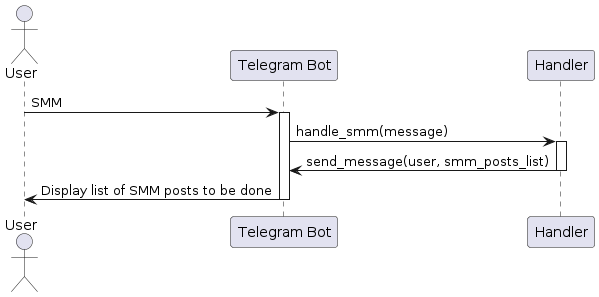 User
Telegram Bot
Handler
SMM
handle_smm(message)
send_message(user, smm_posts_list)
Display list of SMM posts to be done
User
Telegram Bot
Handler